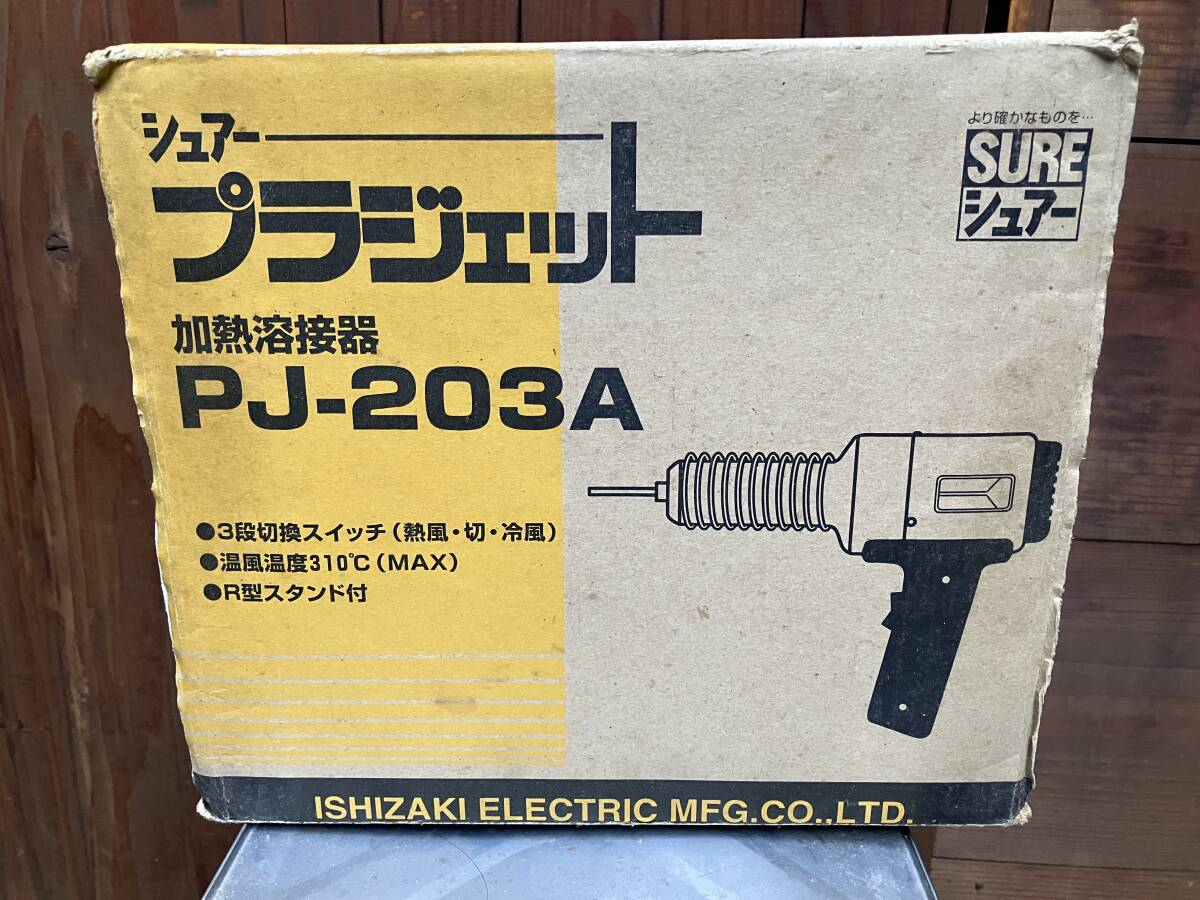 シュアー
プラジェット
加熱溶接器
PJ-203A
●3段切換スイッチ(熱風・切・冷風)
●温風温度310℃(MAX)
●R型スタンド付
より確かなものを…
SURE
シュアー
ISHIZAKI ELECTRIC MFG.CO.,LTD.